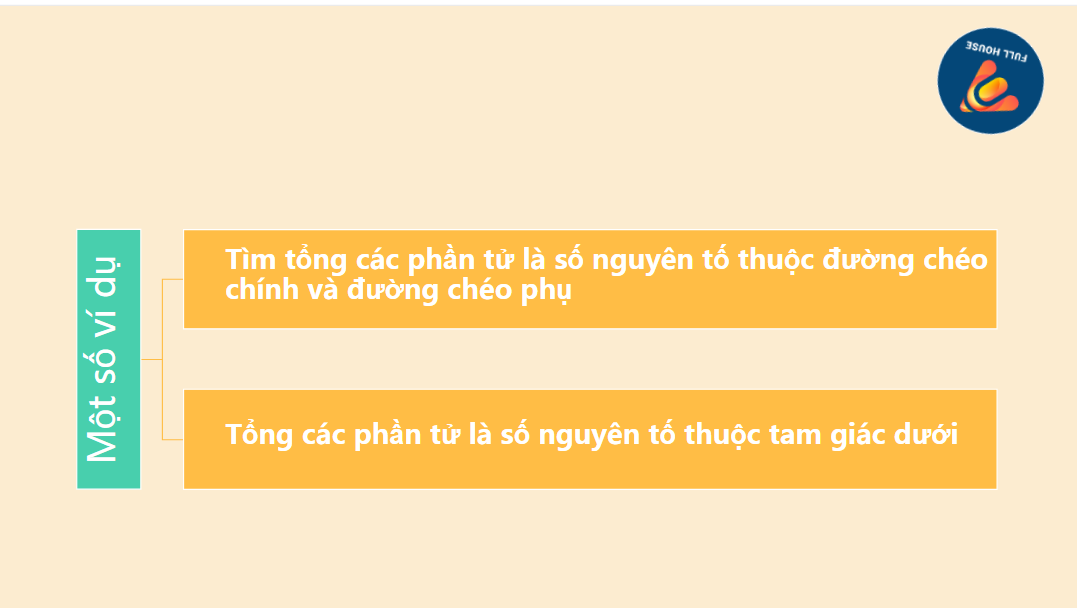 FULL HOUSE
Một số ví dụ
Tìm tổng các phần tử là số nguyên tố thuộc đường chéo
chính và đường chéo phụ
Tổng các phần tử là số nguyên tố thuộc tam giác dưới